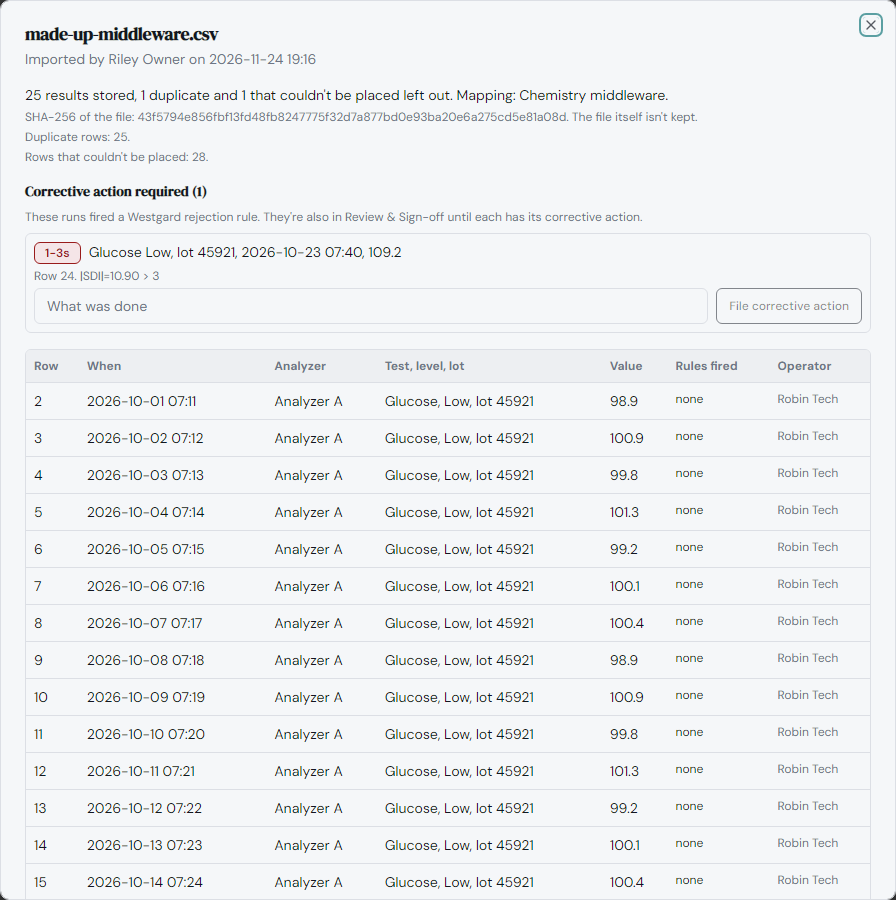 made-up-middleware.csv
Imported by Riley Owner on 2026-11-24 19:16
25 results stored, 1 duplicate and 1 that couldn't be placed left out. Mapping: Chemistry middleware.
SHA-256 of the file: 43f5794e856fbf13fd48fb8247775f32d7a877bd0e93ba20e6a275cd5e81a08d. The file itself isn't kept.
Duplicate rows: 25.
Rows that couldn't be placed: 28.
Corrective action required (1)
These runs fired a Westgard rejection rule. They're also in Review & Sign-off until each has its corrective action.
1-3s Glucose Low, lot 45921, 2026-10-23 07:40, 109.2
Row 24. |SDI|=10.90 > 3
What was done File corrective action
Row When Analyzer Test, level, lot Value Rules fired Operator
2 2026-10-01 07:11 Analyzer A Glucose, Low, lot 45921 98.9 none Robin Tech
3 2026-10-02 07:12 Analyzer A Glucose, Low, lot 45921 100.9 none Robin Tech
4 2026-10-03 07:13 Analyzer A Glucose, Low, lot 45921 99.8 none Robin Tech
5 2026-10-04 07:14 Analyzer A Glucose, Low, lot 45921 101.3 none Robin Tech
6 2026-10-05 07:15 Analyzer A Glucose, Low, lot 45921 99.2 none Robin Tech
7 2026-10-06 07:16 Analyzer A Glucose, Low, lot 45921 100.1 none Robin Tech
8 2026-10-07 07:17 Analyzer A Glucose, Low, lot 45921 100.4 none Robin Tech
9 2026-10-08 07:18 Analyzer A Glucose, Low, lot 45921 98.9 none Robin Tech
10 2026-10-09 07:19 Analyzer A Glucose, Low, lot 45921 100.9 none Robin Tech
11 2026-10-10 07:20 Analyzer A Glucose, Low, lot 45921 99.8 none Robin Tech
12 2026-10-11 07:21 Analyzer A Glucose, Low, lot 45921 101.3 none Robin Tech
13 2026-10-12 07:22 Analyzer A Glucose, Low, lot 45921 99.2 none Robin Tech
14 2026-10-13 07:23 Analyzer A Glucose, Low, lot 45921 100.1 none Robin Tech
15 2026-10-14 07:24 Analyzer A Glucose, Low, lot 45921 100.4 none Robin Tech